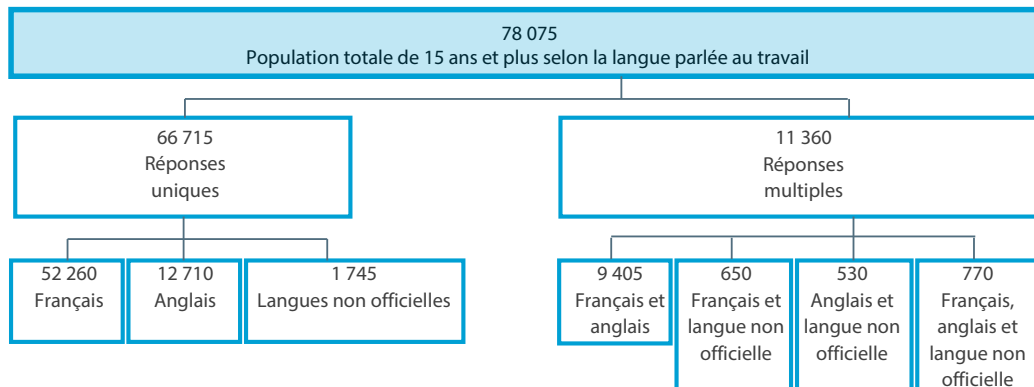 78 075
Population totale de 15 ans et plus selon la langue parlée au travail
66 715
Réponses
uniques
11 360
Réponses
multiples
52 260
Français
12 710
Anglais
1 745
Langues non officielles
9 405
Français et
anglais
650
Français et
langue non
officielle
530
Anglais et
langue non
officielle
770
Français,
anglais et
langue non
officielle